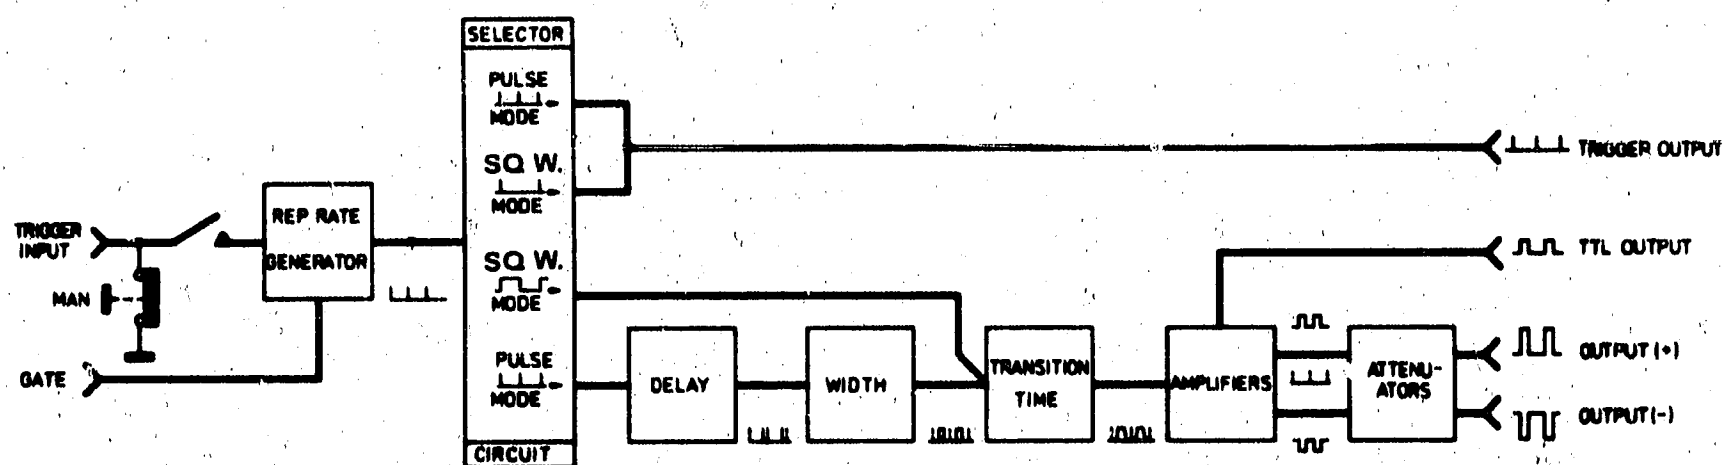 SELECTOR
PULSE
MODE
SQ W.
MODE
TRIGGER OUTPUT
TRIGGER
INPUT
REP RATE
GENERATOR
MAN
GATE
SQ W.
MODE
TTL OUTPUT
PULSE
MODE
CIRCUIT
DELAY
WIDTH
TRANSITION
TIME
AMPLIFIERS
ATTENU-
ATORS
OUTPUT (+)
OUTPUT (-)